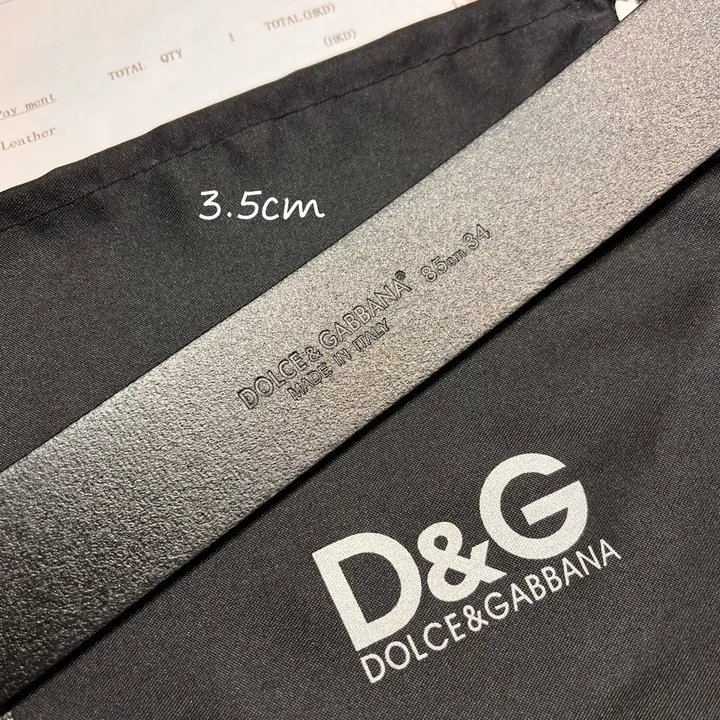 TOTAL QTY 1 TOTAL(HKD)
(HKD)
Pay ment
Leather
3.5cm
DOLCE & GABBANA® 85cm 34
MADE IN ITALY
D&G
DOLCE&GABBANA